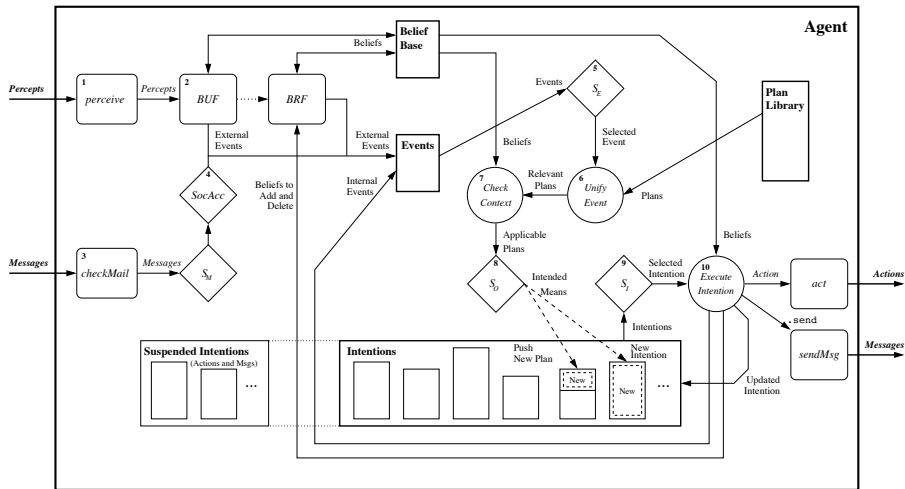 Agent
Belief
Base
Beliefs
1
perceive
2
BUF
BRF
Percepts
Percepts
5
S_E
Events
Plan
Library
External
Events
External
Events
Events
Selected
Event
Beliefs
4
SocAcc
Beliefs to
Add and
Delete
Internal
Events
7
Check
Context
Relevant
Plans
6
Unify
Event
Plans
Messages
3
checkMail
Messages
S_M
Applicable
Plans
8
S_O
Intended
Means
9
S_I
Selected
Intention
Beliefs
10
Execute
Intention
Action
act
Actions
.send
sendMsg
Messages
Intentions
Suspended Intentions
(Actions and Msgs)
...
Intentions
Push
New Plan
New
Intention
New
New
...
Updated
Intention